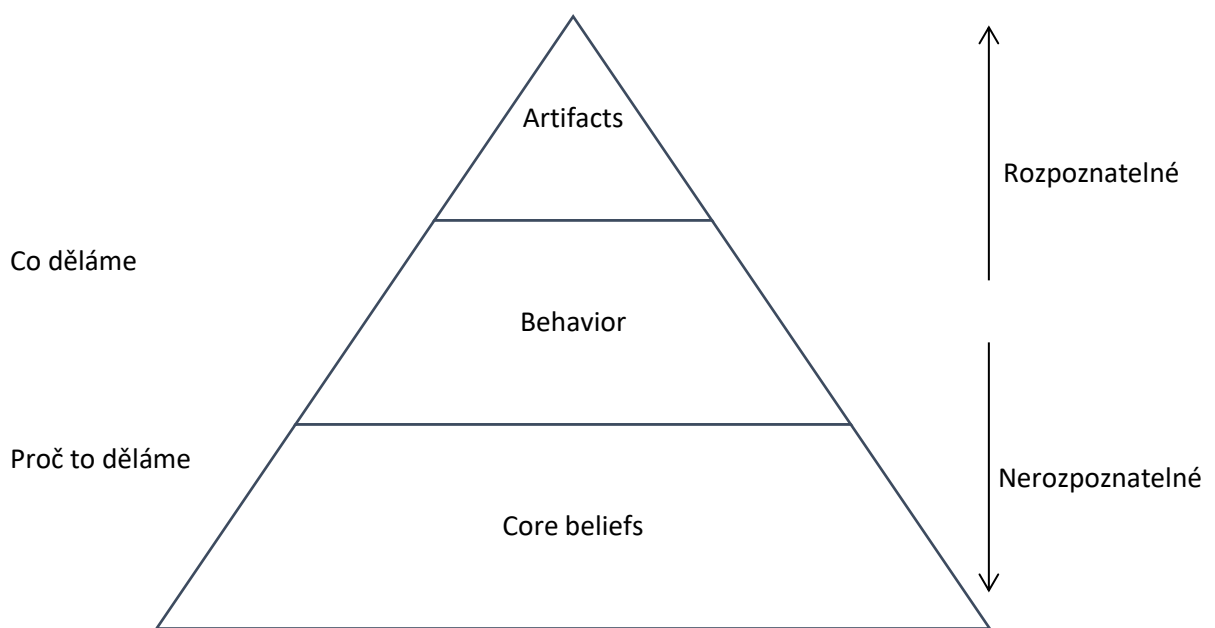 Artifacts
Rozpoznatelné
Co děláme
Behavior
Proč to děláme
Nerozpoznatelné
Core beliefs